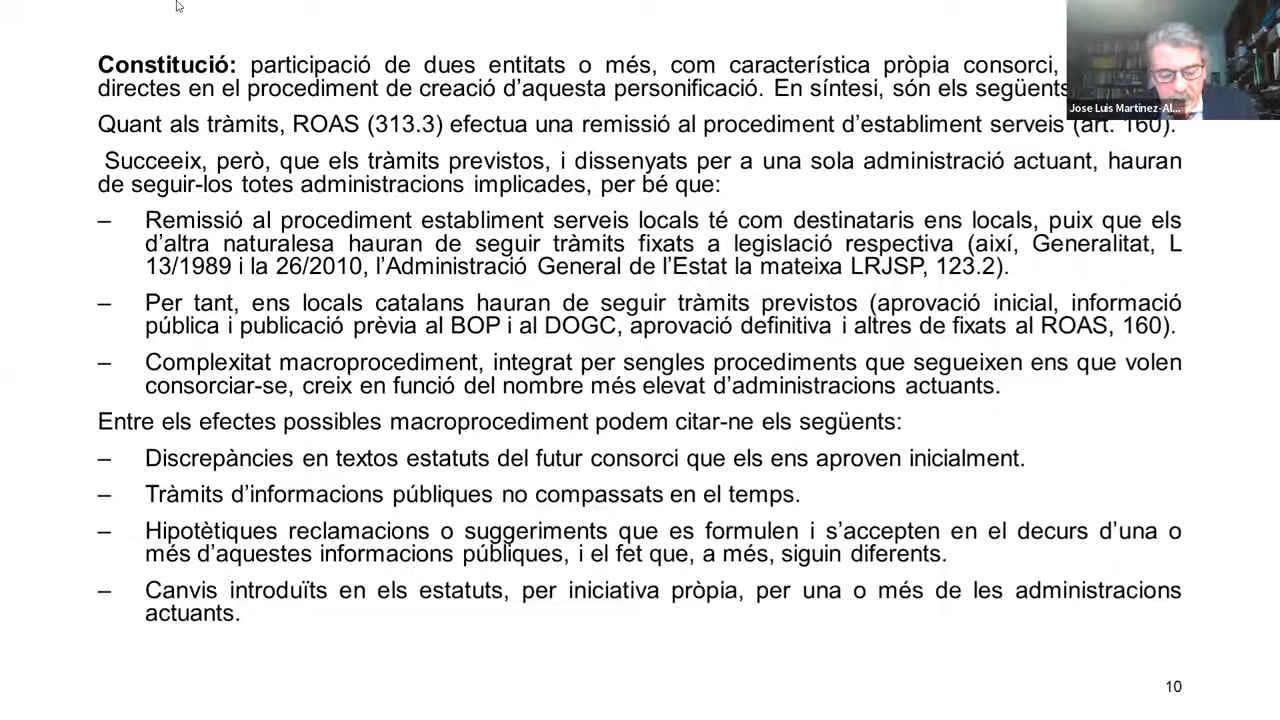 Constitució: participació de dues entitats o més, com característica pròpia consorci,
directes en el procediment de creació d’aquesta personificació. En síntesi, són els següents
Jose Luis Martínez-Al...
Quant als tràmits, ROAS (313.3) efectua una remissió al procediment d’establiment serveis (art. 160).
Succeeix, però, que els tràmits previstos, i dissenyats per a una sola administració actuant, hauran
de seguir-los totes administracions implicades, per bé que:
– Remissió al procediment establiment serveis locals té com destinataris ens locals, puix que els
d’altra naturalesa hauran de seguir tràmits fixats a legislació respectiva (així, Generalitat, L
13/1989 i la 26/2010, l’Administració General de l’Estat la mateixa LRJSP, 123.2).
– Per tant, ens locals catalans hauran de seguir tràmits previstos (aprovació inicial, informació
pública i publicació prèvia al BOP i al DOGC, aprovació definitiva i altres de fixats al ROAS, 160).
– Complexitat macroprocediment, integrat per sengles procediments que segueixen ens que volen
consorciar-se, creix en funció del nombre més elevat d’administracions actuants.
Entre els efectes possibles macroprocediment podem citar-ne els següents:
– Discrepàncies en textos estatuts del futur consorci que els ens aproven inicialment.
– Tràmits d’informacions públiques no compassats en el temps.
– Hipotètiques reclamacions o suggeriments que es formulen i s’accepten en el decurs d’una o
més d’aquestes informacions públiques, i el fet que, a més, siguin diferents.
– Canvis introduïts en els estatuts, per iniciativa pròpia, per una o més de les administracions
actuants.
10